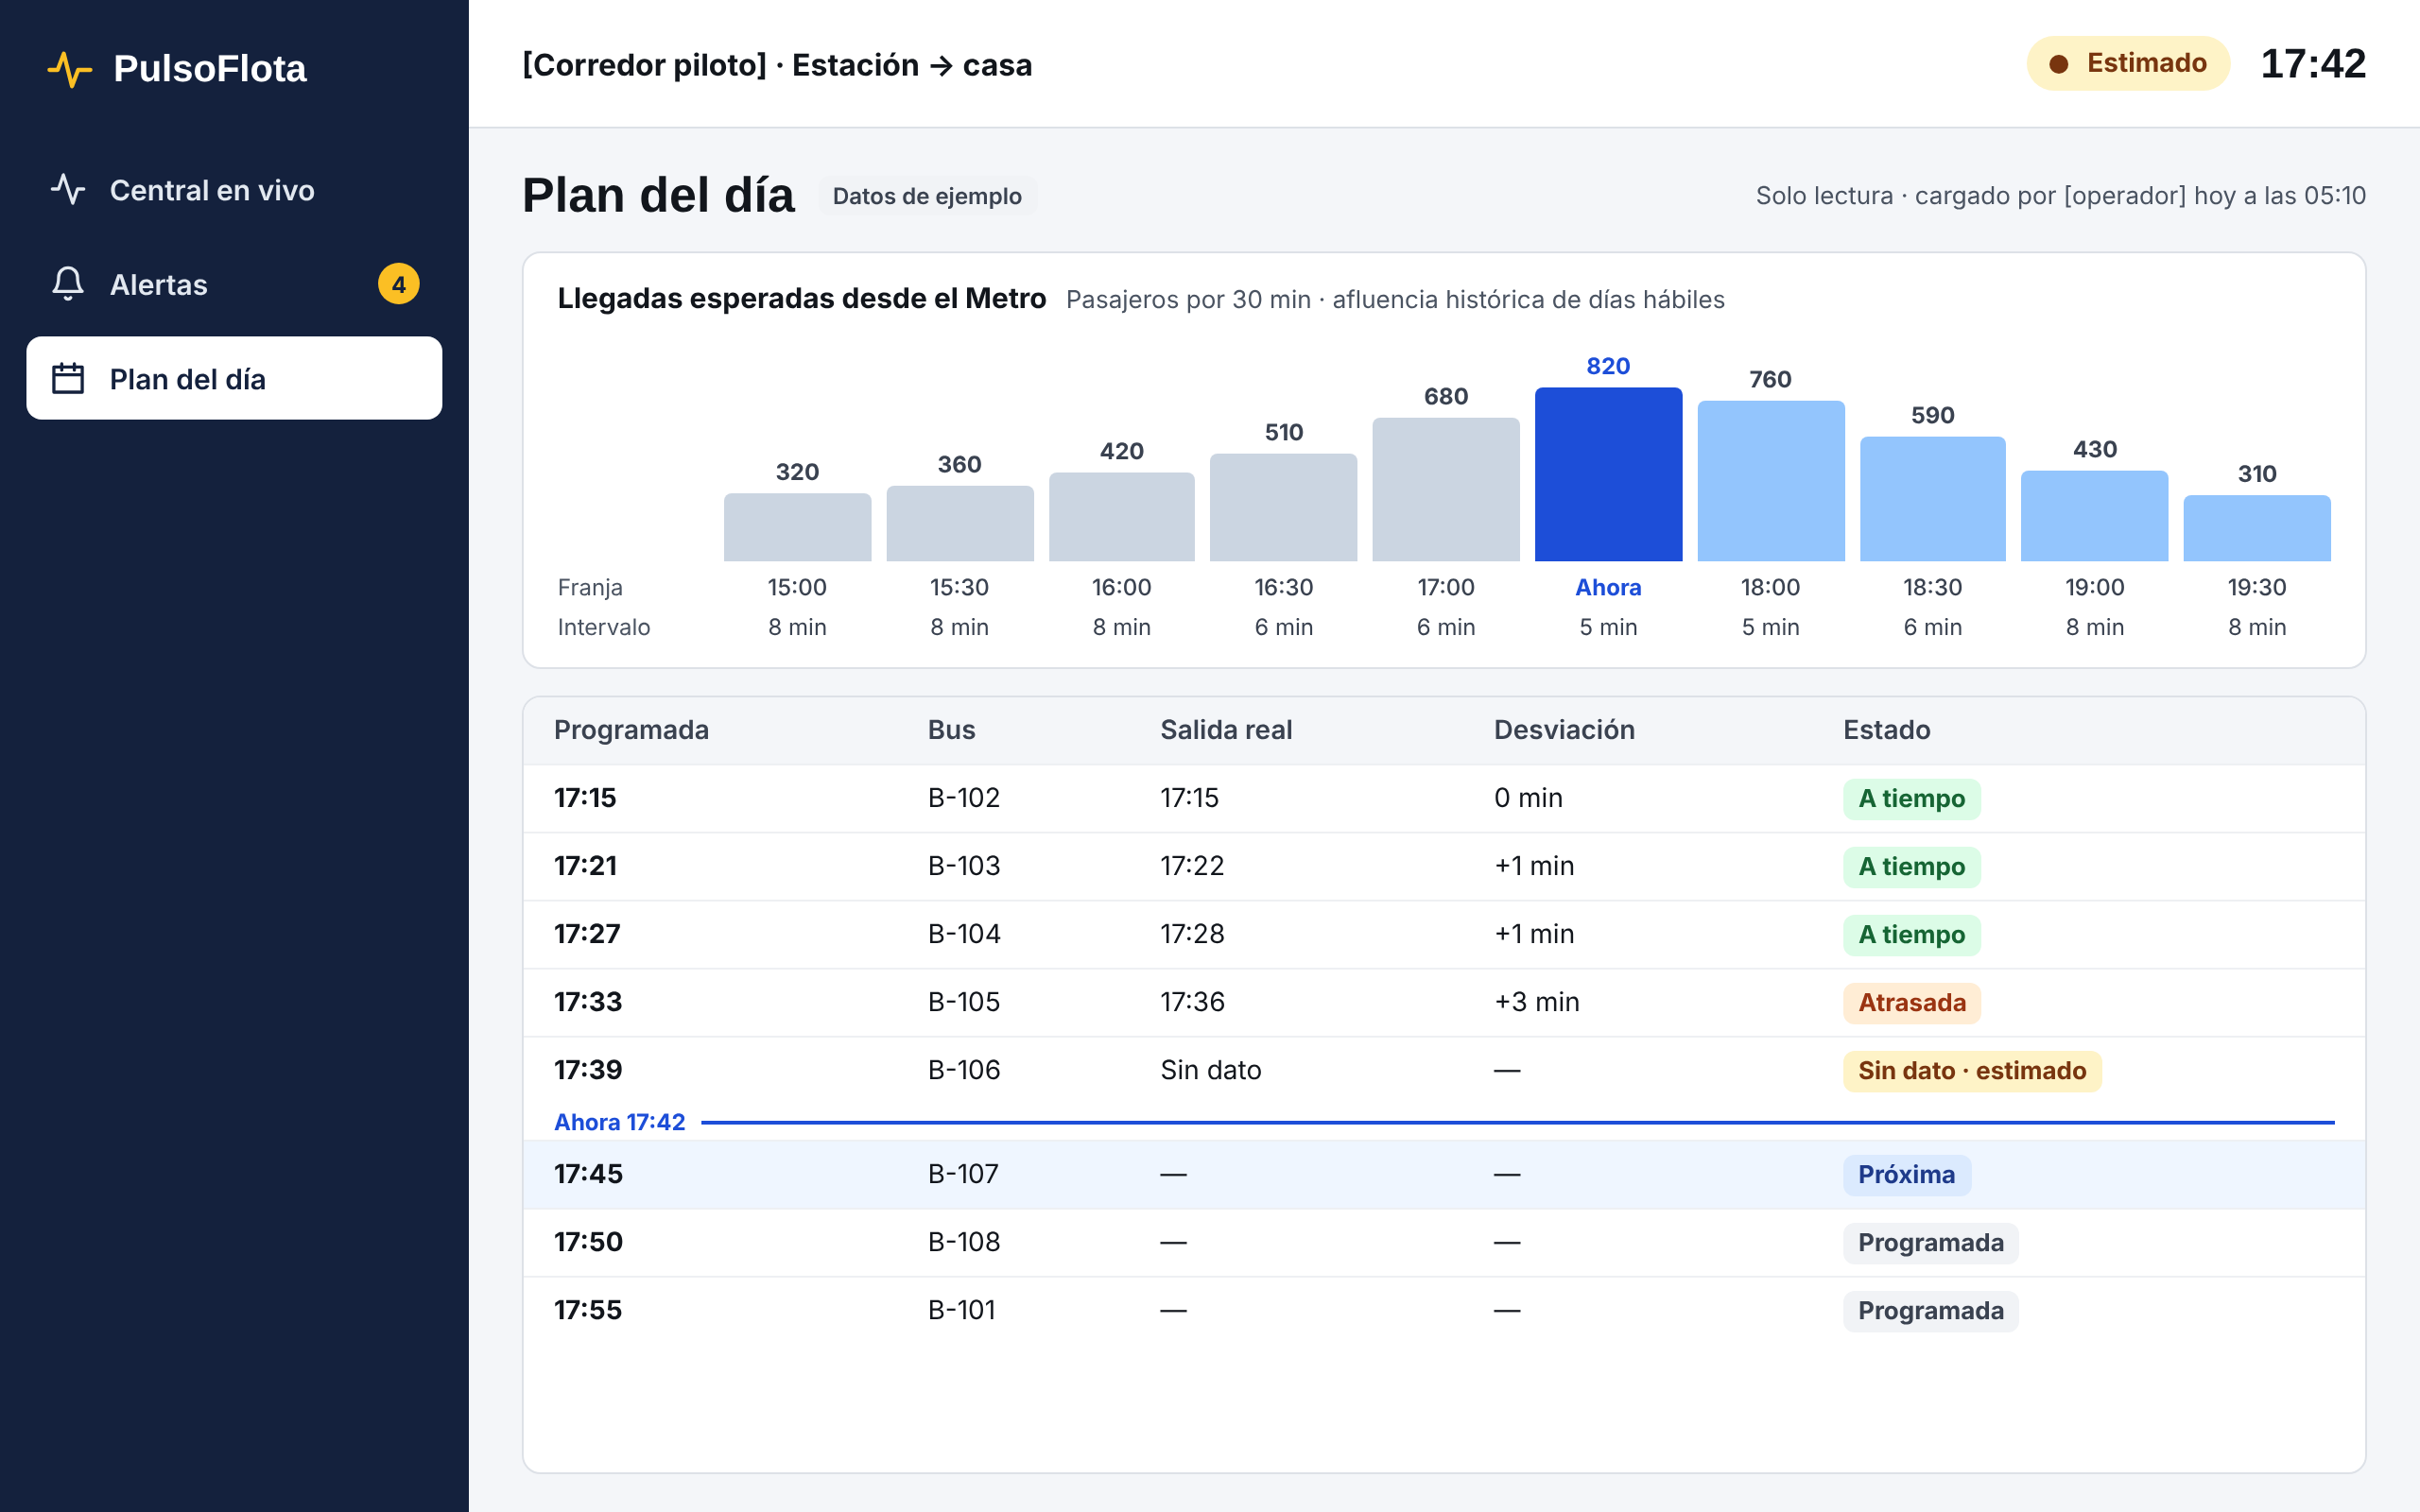 PulsoFlota
Central en vivo
Alertas 4
Plan del día
[Corredor piloto] · Estación → casa
Estimado 17:42
Plan del día Datos de ejemplo
Solo lectura · cargado por [operador] hoy a las 05:10
Llegadas esperadas desde el Metro Pasajeros por 30 min · afluencia histórica de días hábiles
320 360 420 510 680 820 760 590 430 310
Franja 15:00 15:30 16:00 16:30 17:00 Ahora 18:00 18:30 19:00 19:30
Intervalo 8 min 8 min 8 min 6 min 6 min 5 min 5 min 6 min 8 min 8 min
Programada Bus Salida real Desviación Estado
17:15 B-102 17:15 0 min A tiempo
17:21 B-103 17:22 +1 min A tiempo
17:27 B-104 17:28 +1 min A tiempo
17:33 B-105 17:36 +3 min Atrasada
17:39 B-106 Sin dato — Sin dato · estimado
Ahora 17:42
17:45 B-107 — — Próxima
17:50 B-108 — — Programada
17:55 B-101 — — Programada